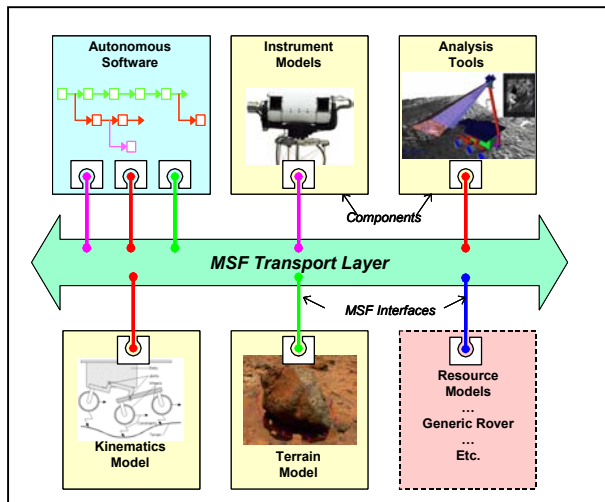 Autonomous
Software
Instrument
Models
Analysis
Tools
Components
MSF Transport Layer
MSF Interfaces
Kinematics
Model
Terrain
Model
Resource
Models
…
Generic Rover
…
Etc.